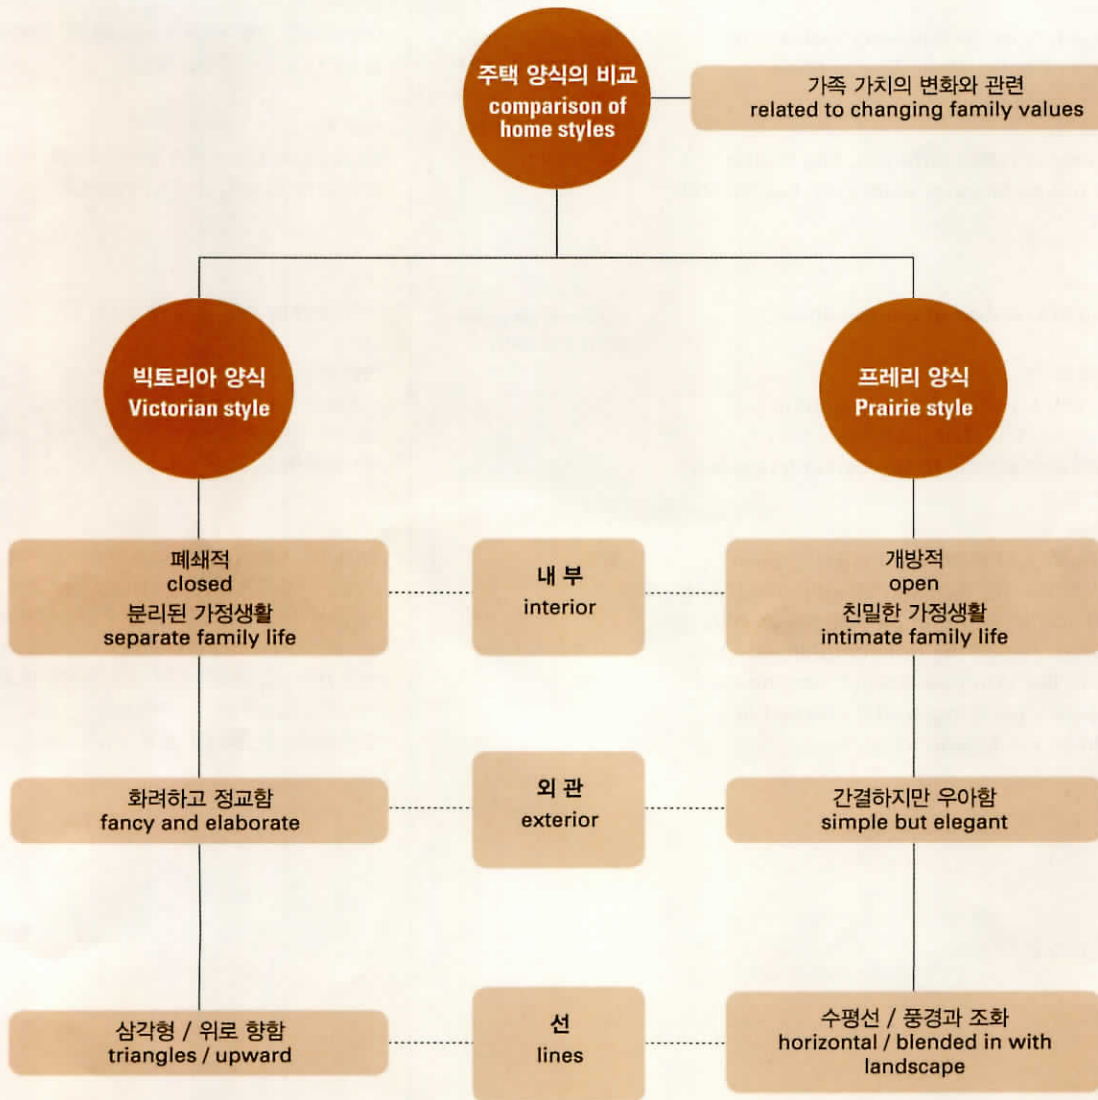 주택 양식의 비교
comparison of
home styles
가족 가치의 변화와 관련
related to changing family values
빅토리아 양식
Victorian style
프레리 양식
Prairie style
폐쇄적
closed
분리된 가정생활
separate family life
내 부
interior
개방적
open
친밀한 가정생활
intimate family life
화려하고 정교함
fancy and elaborate
외 관
exterior
간결하지만 우아함
simple but elegant
삼각형 / 위로 향함
triangles / upward
선
lines
수평선 / 풍경과 조화
horizontal / blended in with
landscape